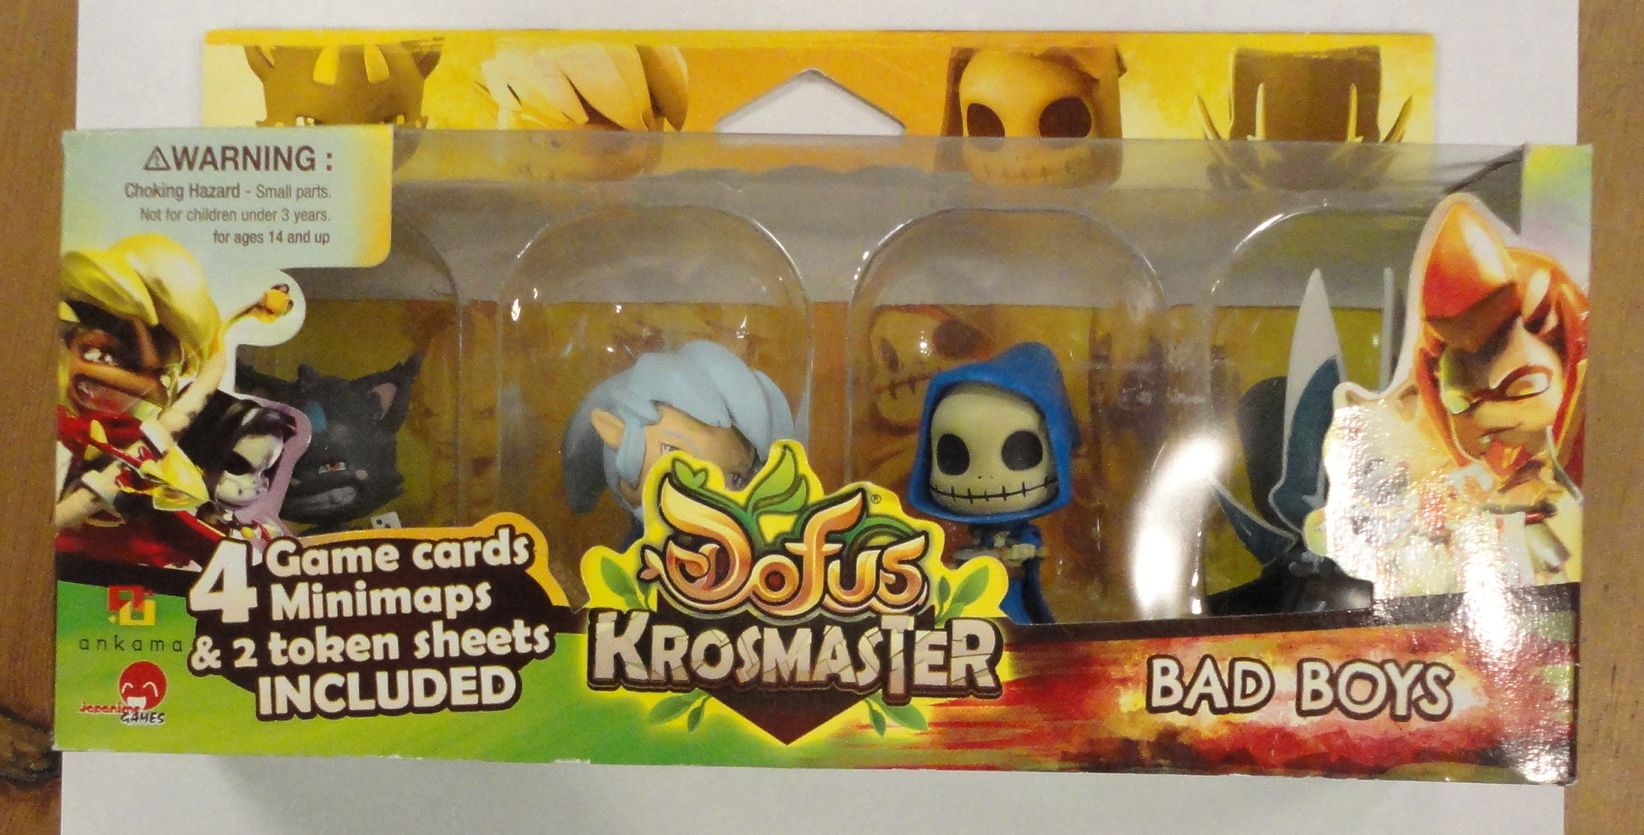 ⚠WARNING :
Choking Hazard - Small parts.
Not for children under 3 years.
for ages 14 and up
4 Game cards
Minimaps
& 2 token sheets
INCLUDED
ankama
Japanime
GAMES
Dofus®
KROSMASTER
BAD BOYS